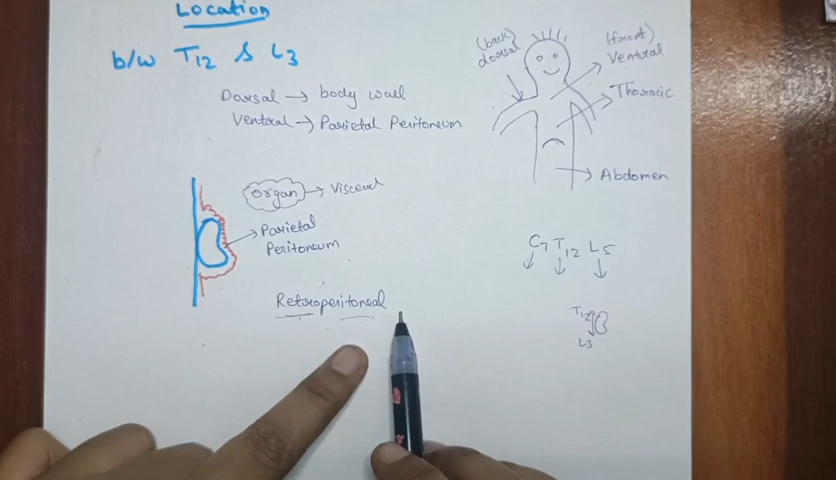 Location
b/w T12 & L3
Dorsal → body wall
Ventral → Parietal Peritoneum
(back)
dorsal
(front)
Ventral
Thoracic
Abdomen
Organ → Visceral
Parietal
Peritoneum
Retroperitoneal
C7 T12 L5
T12
L3